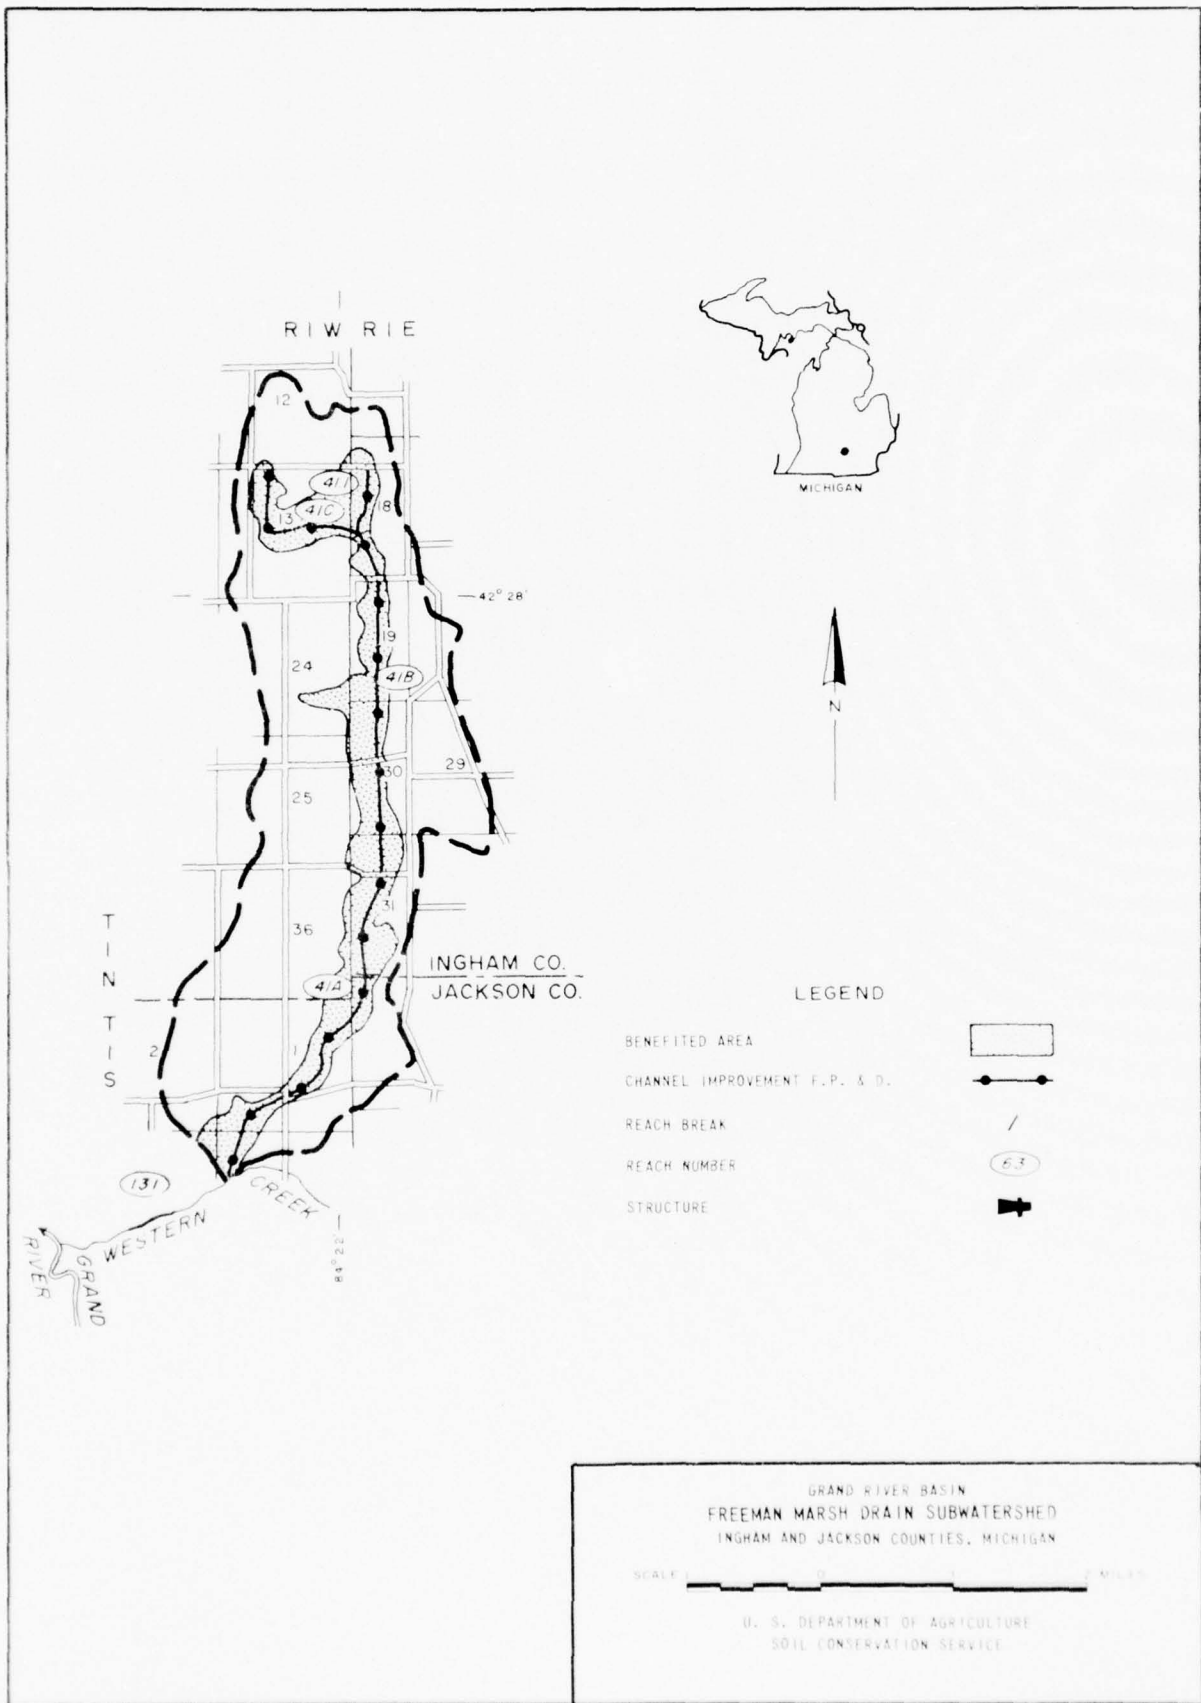 R I W R I E
12
41I
41C
13
18
42° 28'
19
24
41B
30
29
25
31
36
T I N
T I S
INGHAM CO.
JACKSON CO.
41A
2
1
131
WESTERN CREEK
GRAND RIVER
84° 22'
MICHIGAN
N
LEGEND
BENEFITED AREA
CHANNEL IMPROVEMENT F.P. & D.
REACH BREAK
REACH NUMBER
63
STRUCTURE
GRAND RIVER BASIN
FREEMAN MARSH DRAIN SUBWATERSHED
INGHAM AND JACKSON COUNTIES, MICHIGAN
SCALE 1 0 1 2 MILES
U. S. DEPARTMENT OF AGRICULTURE
SOIL CONSERVATION SERVICE